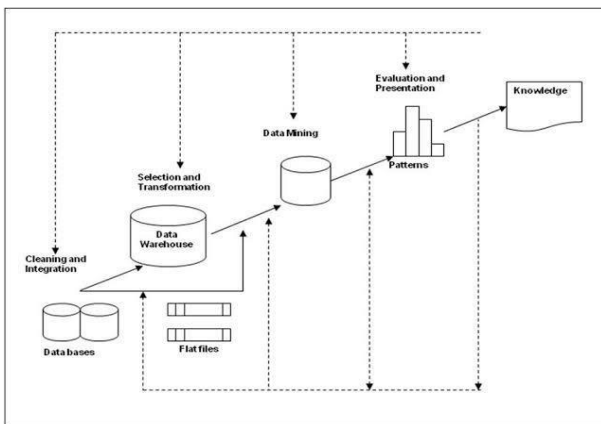 Evaluation and
Presentation
Knowledge
Data Mining
Patterns
Selection and
Transformation
Data
Warehouse
Cleaning and
Integration
Data bases
Flat files